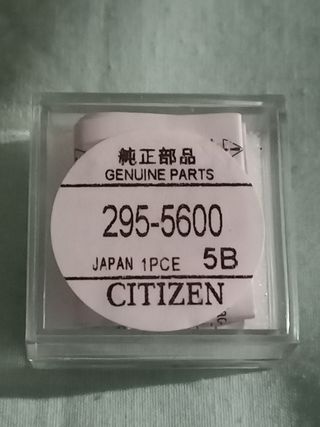 純正部品
GENUINE PARTS
295-5600
JAPAN 1PCE 5B
CITIZEN